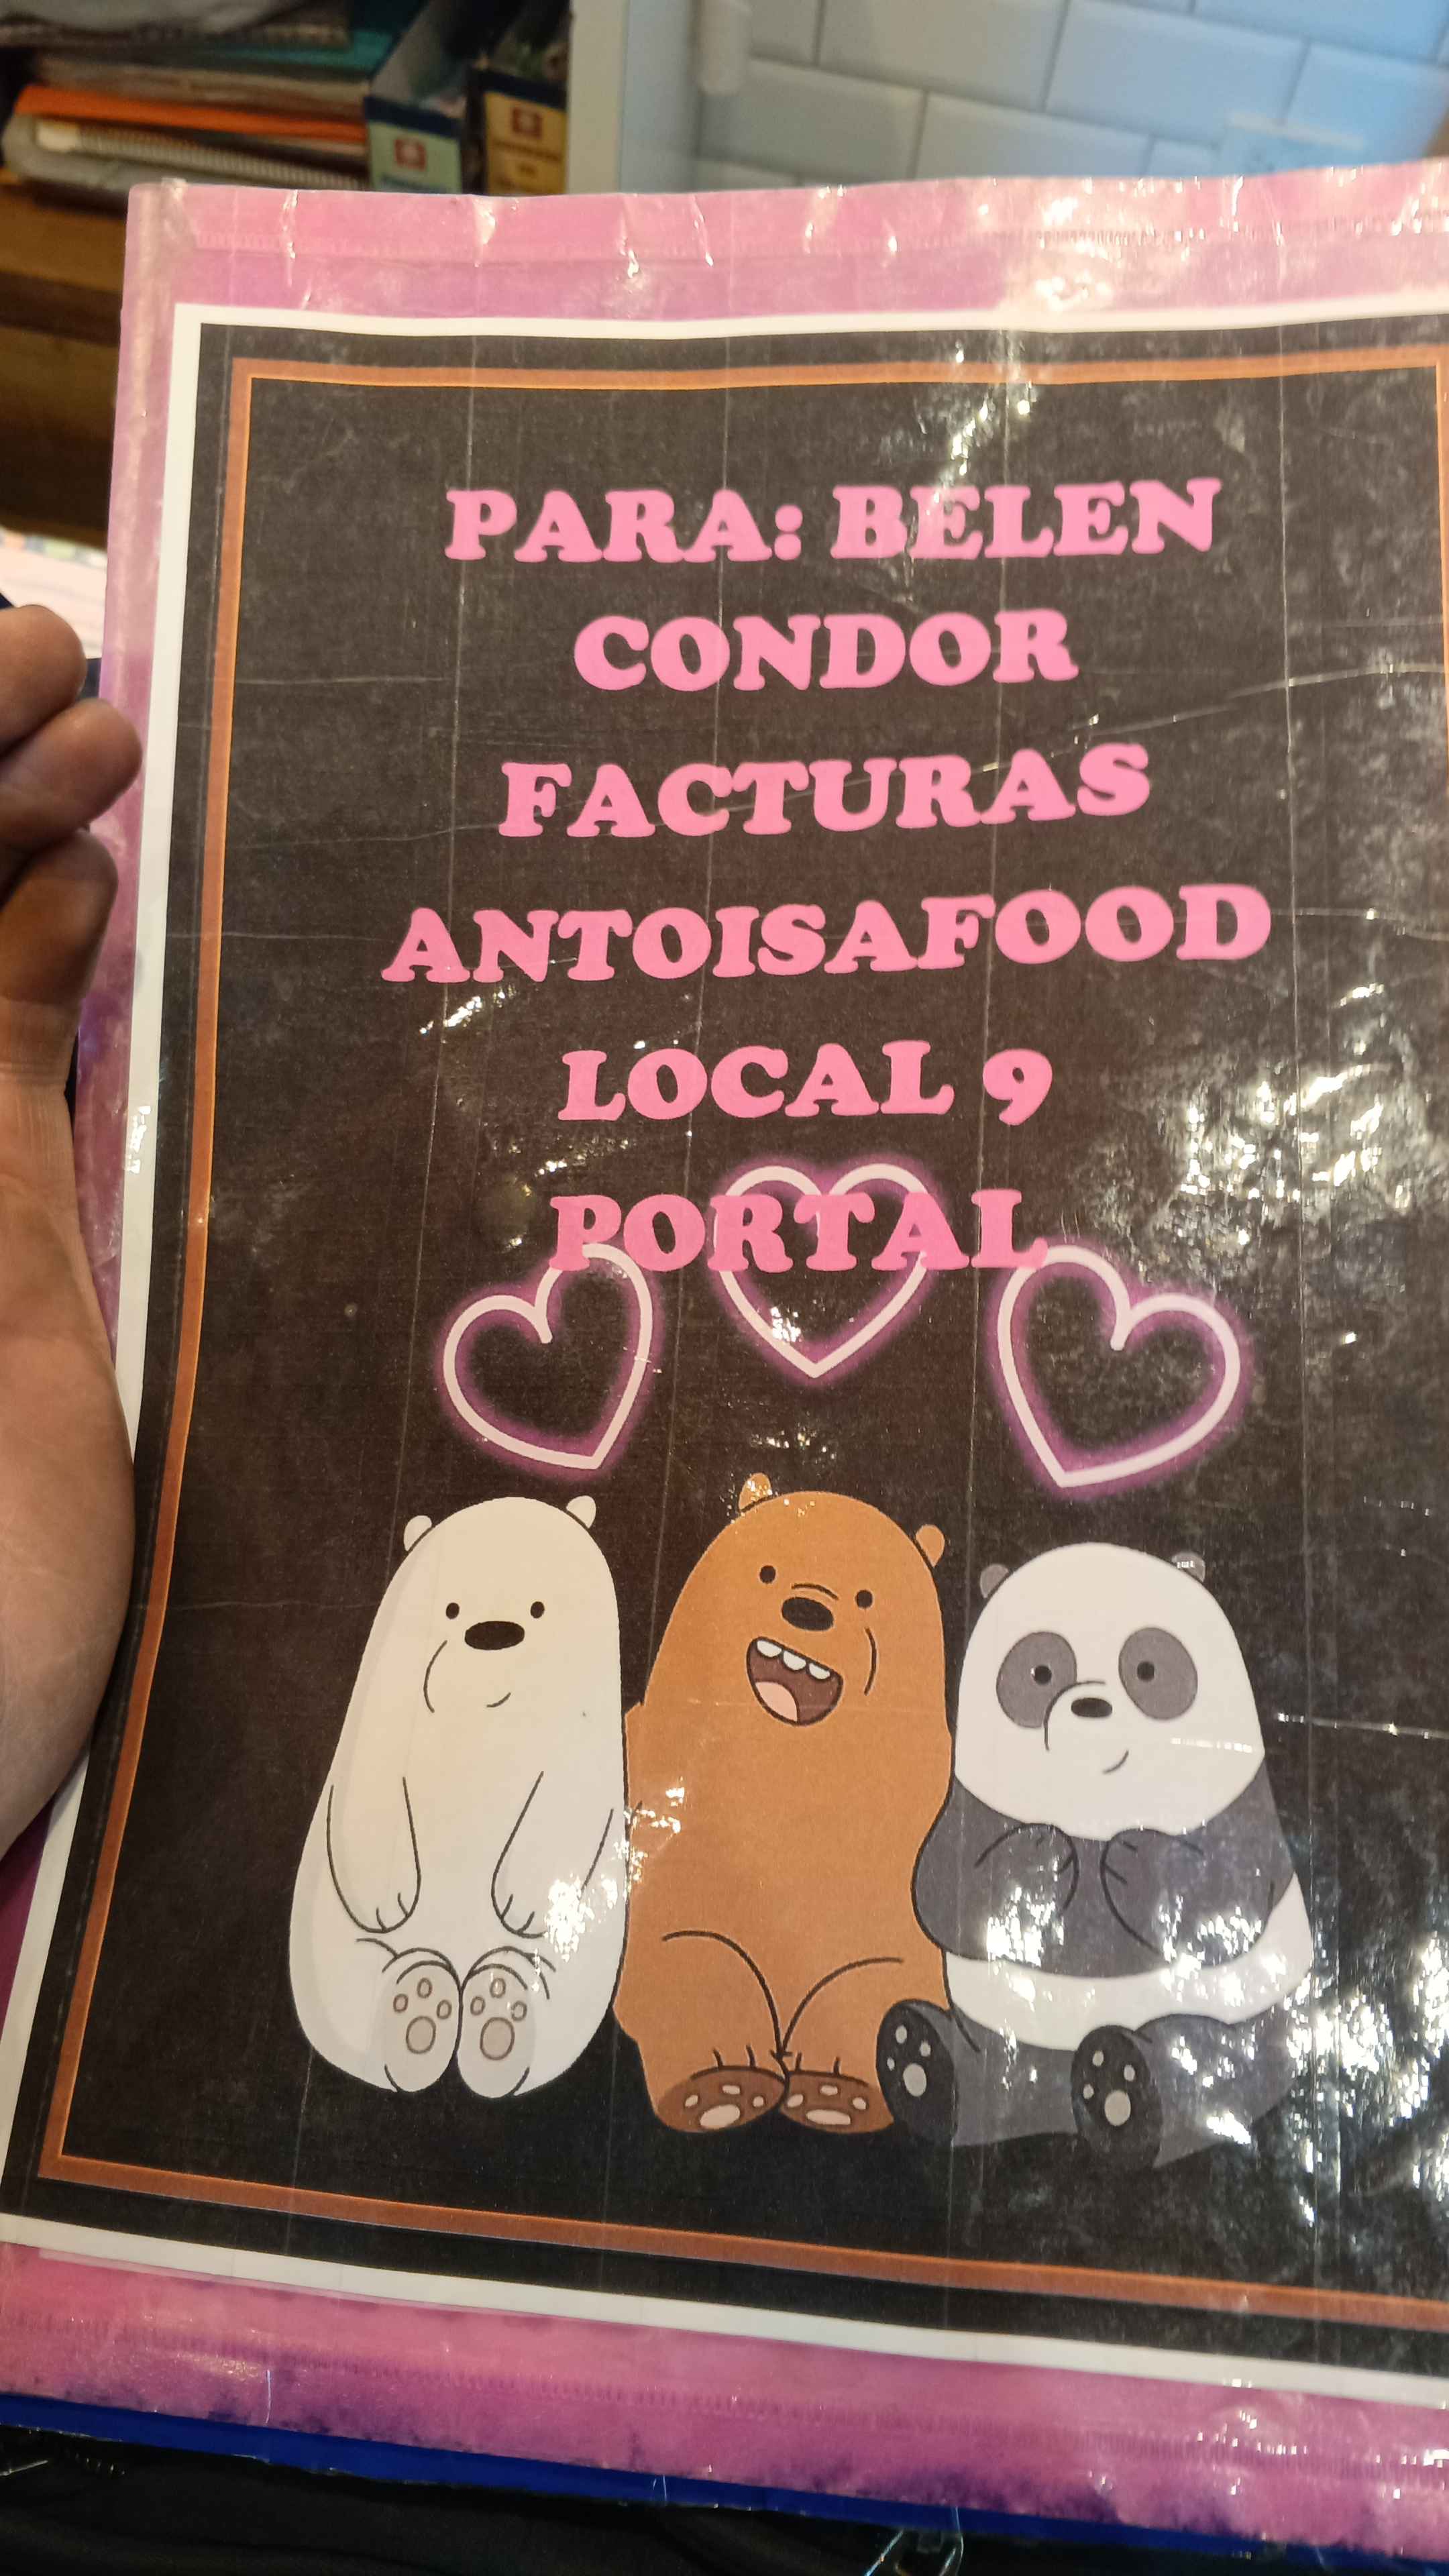 PARA: BELEN
CONDOR
FACTURAS
ANTOISAFOOD
LOCAL 9
PORTAL